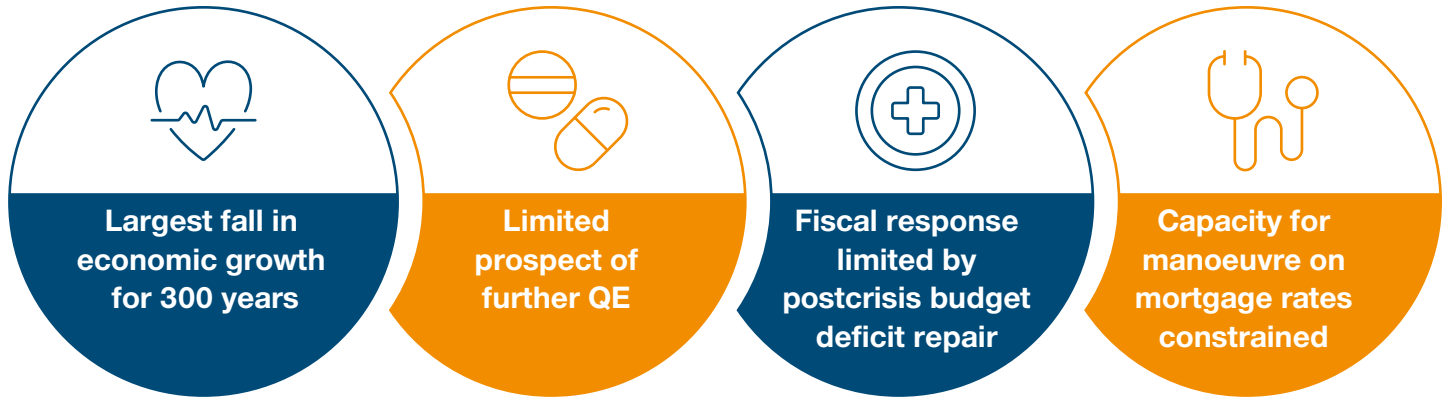 Largest fall in
economic growth
for 300 years
Limited
prospect of
further QE
Fiscal response
limited by
postcrisis budget
deficit repair
Capacity for
manoeuvre on
mortgage rates
constrained